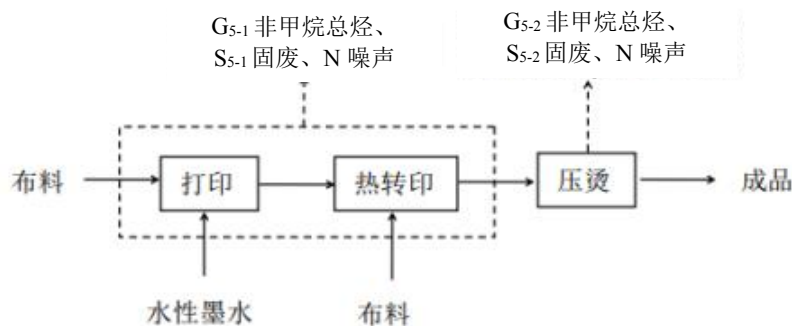 G5-1 非甲烷总烃、
S5-1 固废、N 噪声
G5-2 非甲烷总烃、
S5-2 固废、N 噪声
布料
打印
热转印
压烫
成品
水性墨水
布料